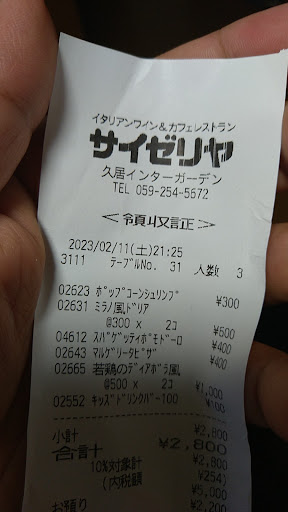 イタリアンワイン&カフェレストラン
サイゼリヤ
久居インターガーデン
TEL 059-254-5672
<領収証>
2023/02/11(土)21:25
3111 テーブルNo. 31 人数 3
02623 ポップコーンシュリンプ ¥300
02631 ミラノ風ドリア
@300 x 2コ ¥600
04612 スパゲッティポモドーロ ¥400
02643 マルゲリータピザ ¥400
02665 若鶏のディアボラ風
@500 x 2コ ¥1,000
02552 キッズドリンクバー100 ¥100
小計 ¥2,800
合計 ¥2,800
10%対象計 ¥2,800
(内税額 ¥254)
お預り ¥5,000
¥2,200